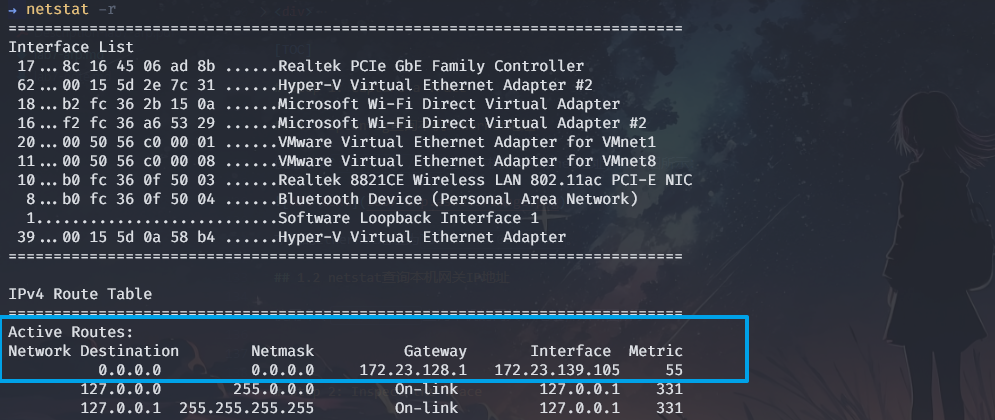 → netstat -r
===========================================================================
Interface List
 17...8c 16 45 06 ad 8b ......Realtek PCIe GbE Family Controller
 62...00 15 5d 2e 7c 31 ......Hyper-V Virtual Ethernet Adapter #2
 18...b2 fc 36 2b 15 0a ......Microsoft Wi-Fi Direct Virtual Adapter
 16...f2 fc 36 a6 53 29 ......Microsoft Wi-Fi Direct Virtual Adapter #2
 20...00 50 56 c0 00 01 ......VMware Virtual Ethernet Adapter for VMnet1
 11...00 50 56 c0 00 08 ......VMware Virtual Ethernet Adapter for VMnet8
 10...b0 fc 36 0f 50 03 ......Realtek 8821CE Wireless LAN 802.11ac PCI-E NIC
  8...b0 fc 36 0f 50 04 ......Bluetooth Device (Personal Area Network)
  1...........................Software Loopback Interface 1
 39...00 15 5d 0a 58 b4 ......Hyper-V Virtual Ethernet Adapter
===========================================================================
## 1.2 netstat查询本机网关IP地址
IPv4 Route Table
===========================================================================
Active Routes:
Network Destination        Netmask          Gateway       Interface  Metric
          0.0.0.0          0.0.0.0     172.23.128.1   172.23.139.105     55
        127.0.0.0        255.0.0.0         On-link         127.0.0.1    331
        127.0.0.1  255.255.255.255         On-link         127.0.0.1    331